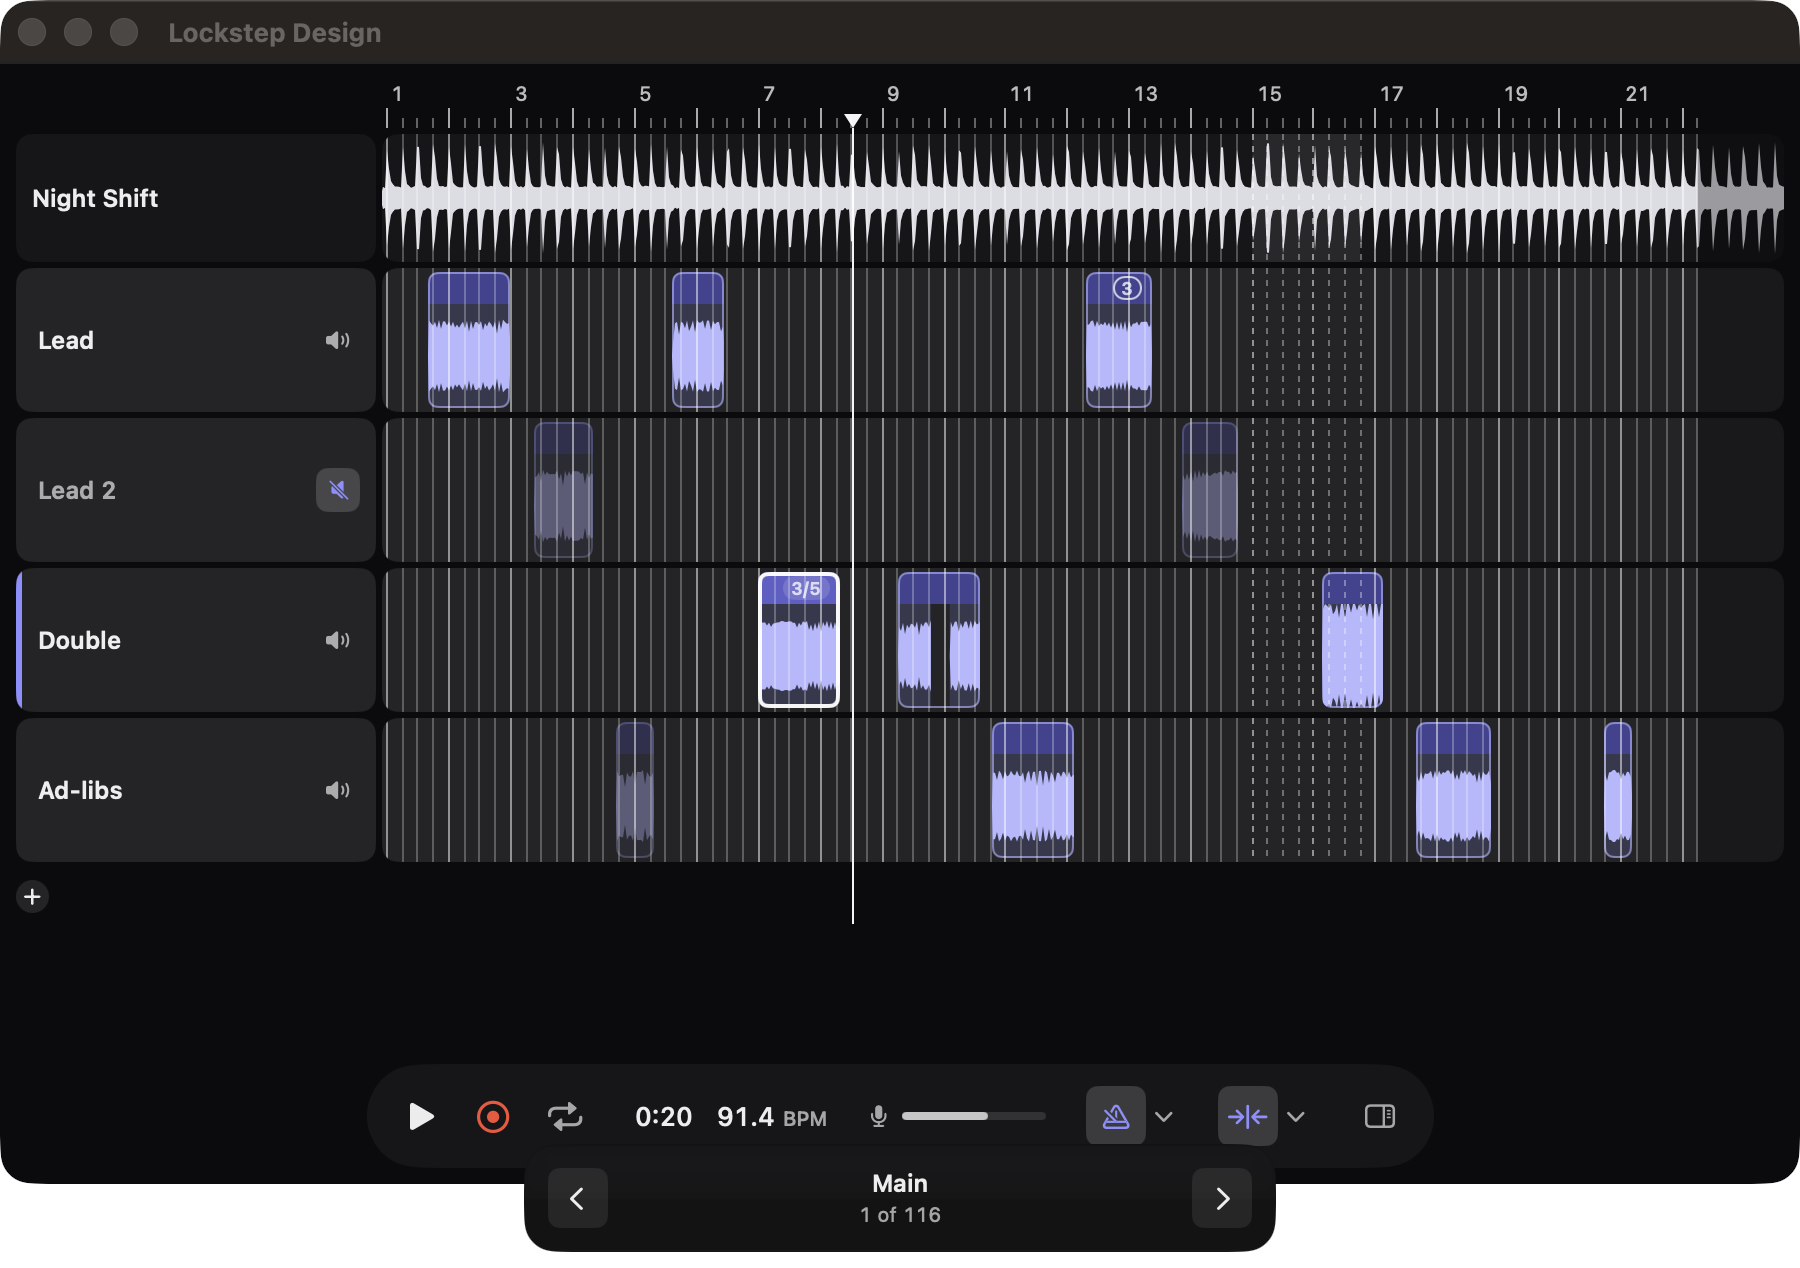 Lockstep Design
1 3 5 7 9 11 13 15 17 19 21
Night Shift
Lead
3
Lead 2
Double
3/5
Ad-libs
0:20 91.4 BPM
Main
1 of 116